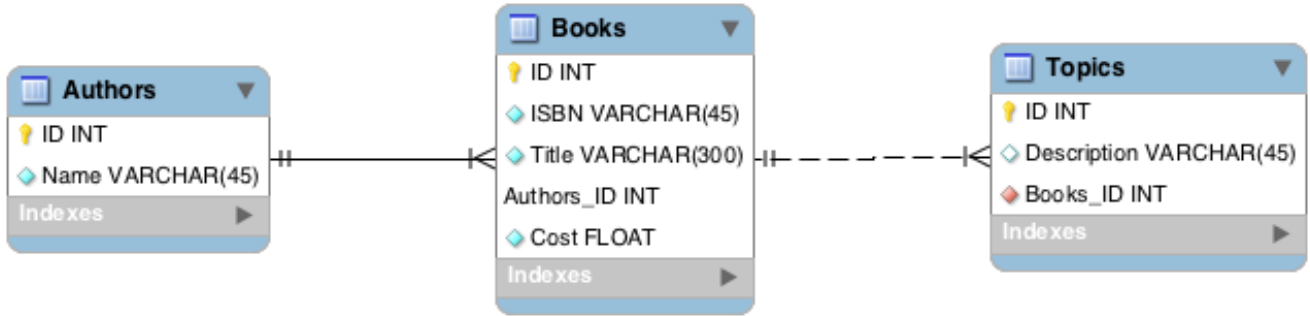 Authors
ID INT
Name VARCHAR(45)
Indexes
Books
ID INT
ISBN VARCHAR(45)
Title VARCHAR(300)
Authors_ID INT
Cost FLOAT
Indexes
Topics
ID INT
Description VARCHAR(45)
Books_ID INT
Indexes